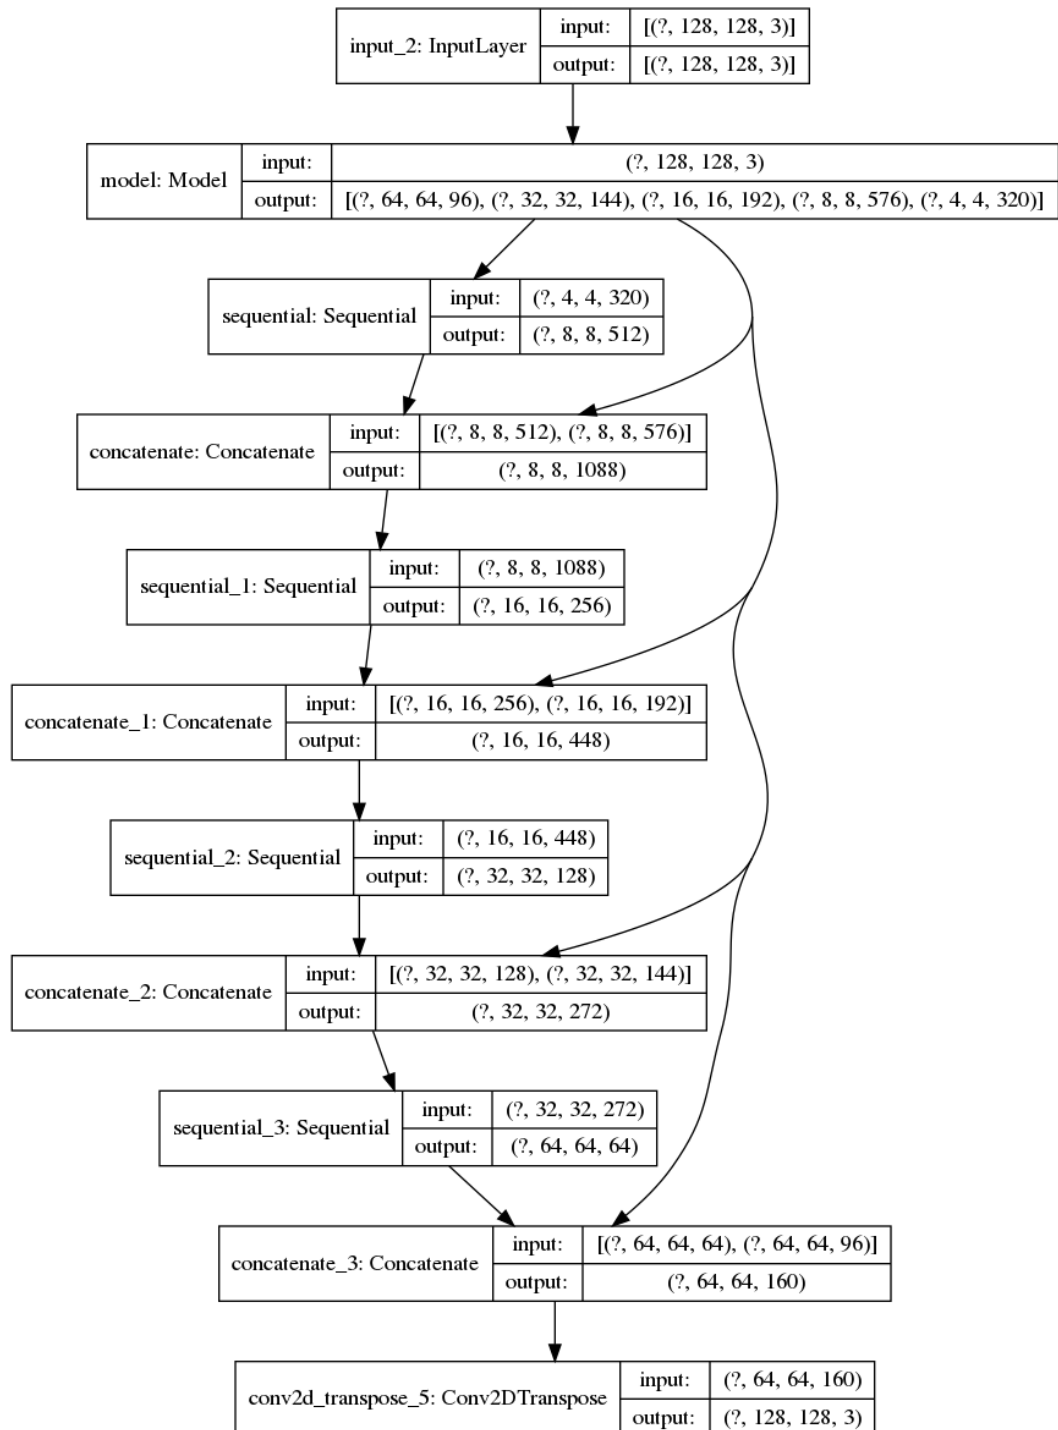 input_2: InputLayer
input: [(?, 128, 128, 3)]
output: [(?, 128, 128, 3)]
model: Model
input: (?, 128, 128, 3)
output: [(?, 64, 64, 96), (?, 32, 32, 144), (?, 16, 16, 192), (?, 8, 8, 576), (?, 4, 4, 320)]
sequential: Sequential
input: (?, 4, 4, 320)
output: (?, 8, 8, 512)
concatenate: Concatenate
input: [(?, 8, 8, 512), (?, 8, 8, 576)]
output: (?, 8, 8, 1088)
sequential_1: Sequential
input: (?, 8, 8, 1088)
output: (?, 16, 16, 256)
concatenate_1: Concatenate
input: [(?, 16, 16, 256), (?, 16, 16, 192)]
output: (?, 16, 16, 448)
sequential_2: Sequential
input: (?, 16, 16, 448)
output: (?, 32, 32, 128)
concatenate_2: Concatenate
input: [(?, 32, 32, 128), (?, 32, 32, 144)]
output: (?, 32, 32, 272)
sequential_3: Sequential
input: (?, 32, 32, 272)
output: (?, 64, 64, 64)
concatenate_3: Concatenate
input: [(?, 64, 64, 64), (?, 64, 64, 96)]
output: (?, 64, 64, 160)
conv2d_transpose_5: Conv2DTranspose
input: (?, 64, 64, 160)
output: (?, 128, 128, 3)